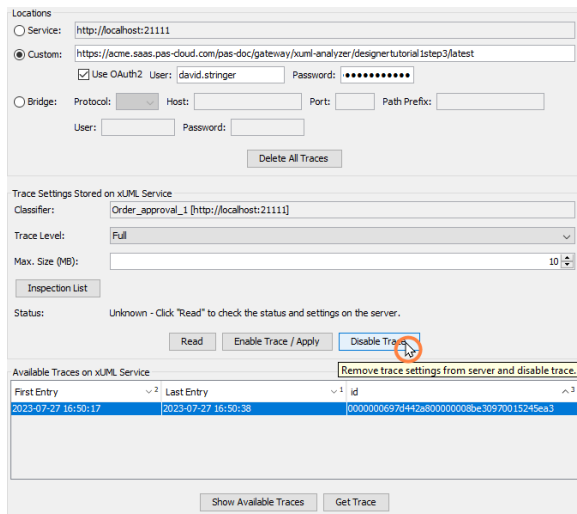 Locations
Service: http://localhost:21111
Custom: https://acme.saas.pas-cloud.com/pas-doc/gateway/xuml-analyzer/designertutorial1step3/latest
Use OAuth2 User: david.stringer Password: •••••••••••
Bridge: Protocol: Host: Port: Path Prefix:
User: Password:
Delete All Traces
Trace Settings Stored on xUML Service
Classifier: Order_approval_1 [http://localhost:21111]
Trace Level: Full
Max. Size (MB): 10
Inspection List
Status: Unknown - Click "Read" to check the status and settings on the server.
Read Enable Trace / Apply Disable Trace
Remove trace settings from server and disable trace.
Available Traces on xUML Service
First Entry 2 Last Entry 1 id 3
2023-07-27 16:50:17 2023-07-27 16:50:38 0000000697d442a800000008be30970015245ea3
Show Available Traces Get Trace